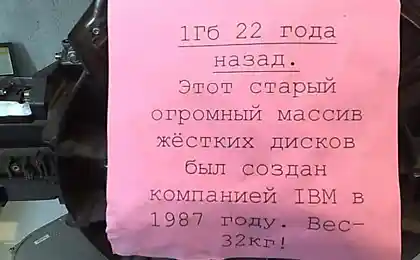 1Гб 22 года
назад.
Этот старый
огромный массив
жёстких дисков
был создан
компанией IBM в
1987 году. Вес-
32кг!